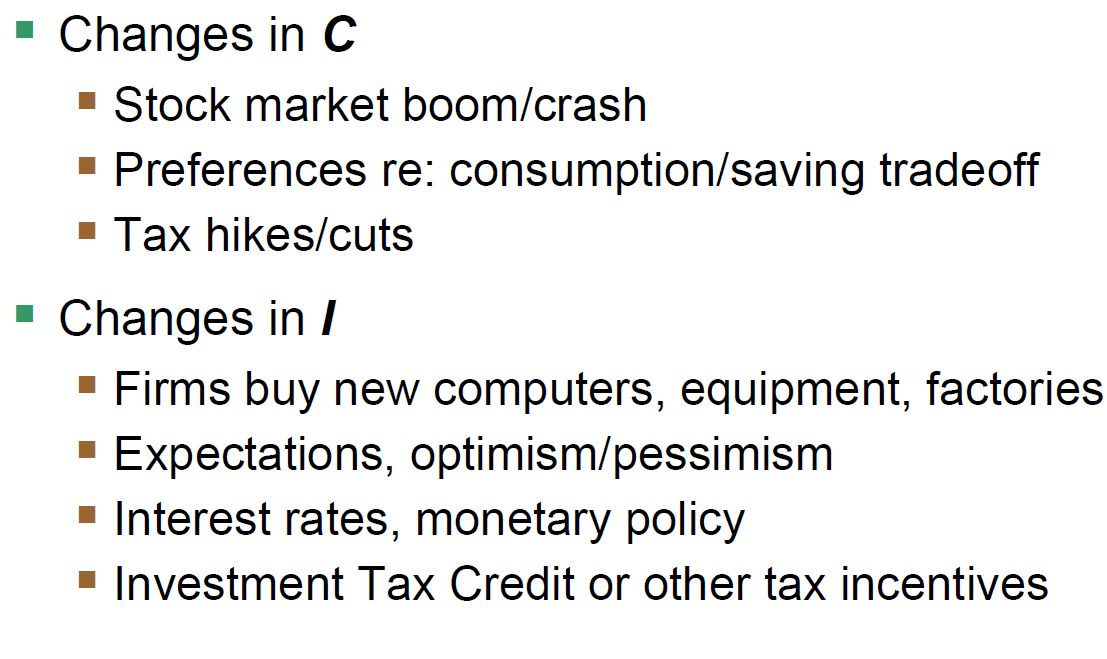 Changes in C
Stock market boom/crash
Preferences re: consumption/saving tradeoff
Tax hikes/cuts
Changes in I
Firms buy new computers, equipment, factories
Expectations, optimism/pessimism
Interest rates, monetary policy
Investment Tax Credit or other tax incentives